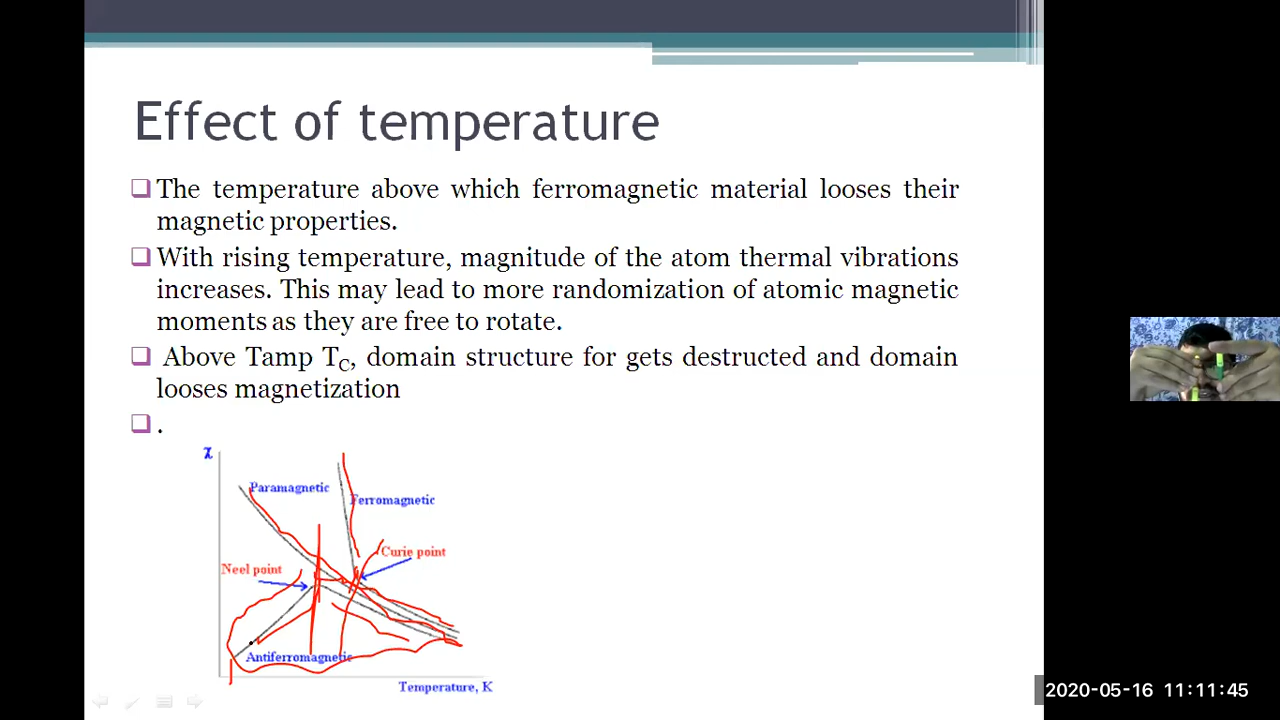 Effect of temperature
The temperature above which ferromagnetic material looses their
magnetic properties.
With rising temperature, magnitude of the atom thermal vibrations
increases. This may lead to more randomization of atomic magnetic
moments as they are free to rotate.
Above Tamp TC, domain structure for gets destructed and domain
looses magnetization
.
χ
Paramagnetic
Ferromagnetic
Curie point
Neel point
Antiferromagnetic
Temperature, K
2020-05-16 11:11:45